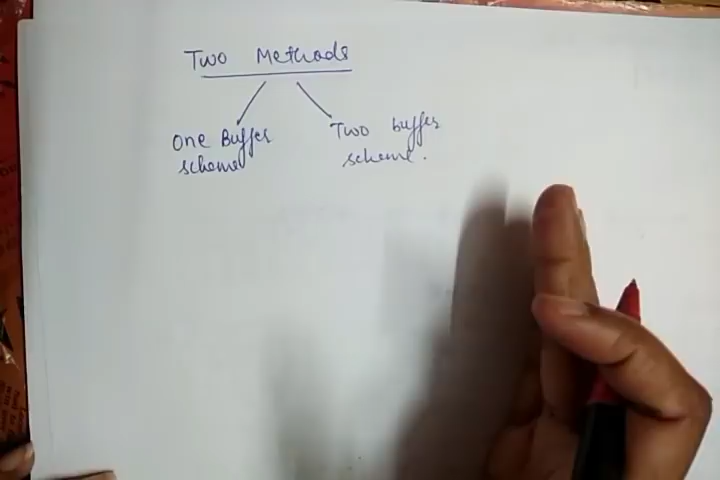 Two Methods
One Buffer
scheme
Two buffer
scheme.